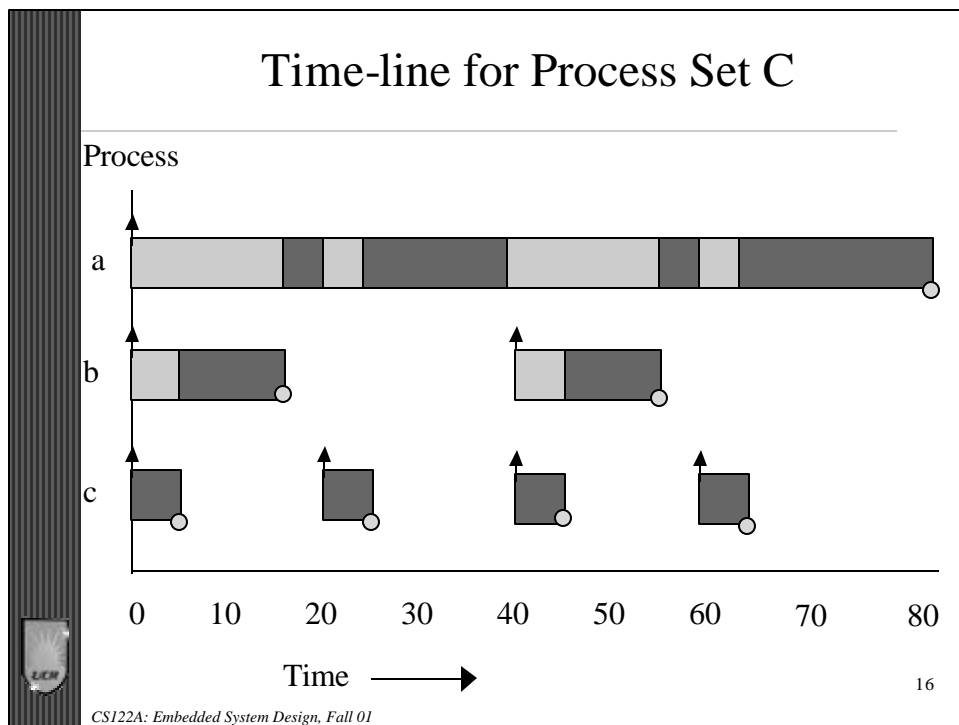 Time-line for Process Set C
Process
a
b
c
0 10 20 30 40 50 60 70 80
Time
16
UCR
CS122A: Embedded System Design, Fall 01